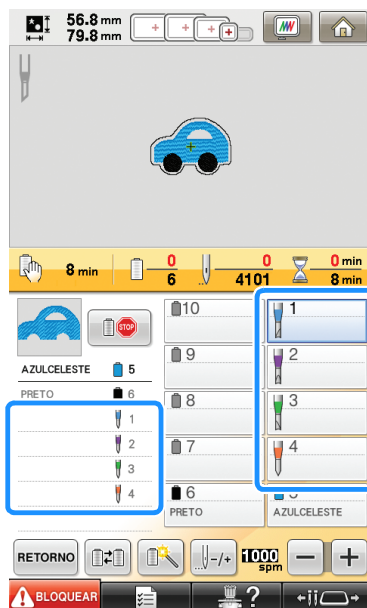 56.8 mm
79.8 mm
8 min
0
6
0
4101
0 min
8 min
STOP
AZULCELESTE 5
PRETO 6
1
2
3
4
10
1
9
2
8
3
7
4
6
PRETO
5
AZULCELESTE
RETORNO
-/+
1000
spm
− +
BLOQUEAR
?